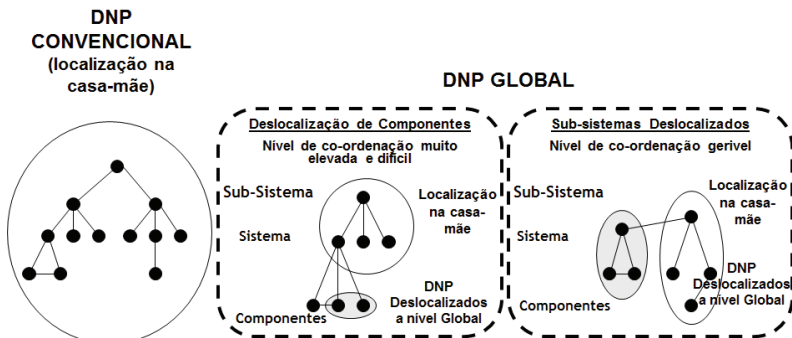 DNP
CONVENCIONAL
(localização na
casa-mãe)
DNP GLOBAL
Deslocalização de Componentes
Nível de co-ordenação muito
elevada e difícil
Sub-Sistema
Localização
na casa-
mãe
Sistema
DNP
Deslocalizados
a nível Global
Componentes
Sub-sistemas Deslocalizados
Nível de co-ordenação gerivel
Sub-Sistema
Localização
na casa-
mãe
Sistema
DNP
Deslocalizados
a nível Global
Componentes